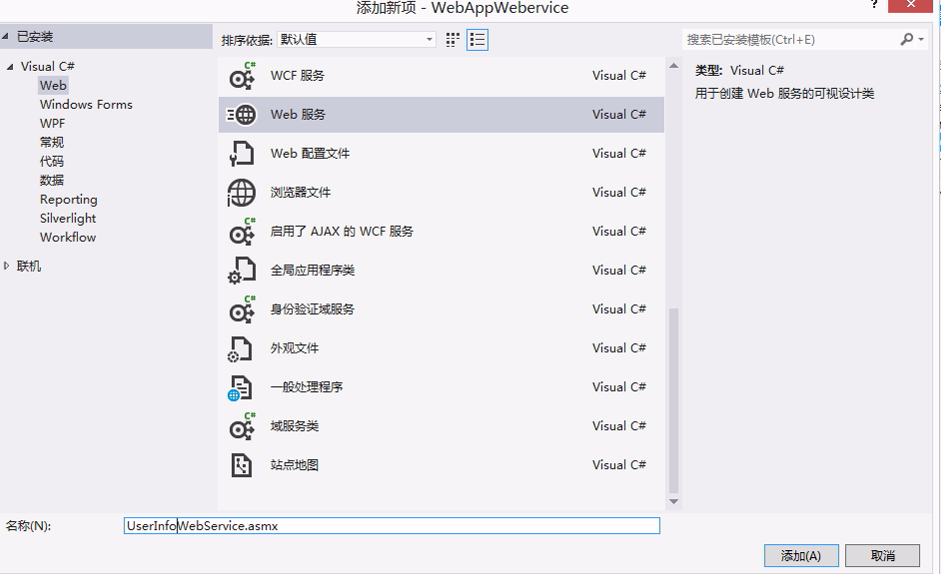 添加新项 - WebAppWebervice
?
已安装
排序依据: 默认值
搜索已安装模板(Ctrl+E)
Visual C#
Web
Windows Forms
WPF
常规
代码
数据
Reporting
Silverlight
Workflow
联机
C# WCF 服务 Visual C#
Web 服务 Visual C#
Web 配置文件 Visual C#
浏览器文件 Visual C#
C# 启用了 AJAX 的 WCF 服务 Visual C#
全局应用程序类 Visual C#
C# 身份验证域服务 Visual C#
外观文件 Visual C#
一般处理程序 Visual C#
C# 域服务类 Visual C#
站点地图 Visual C#
类型: Visual C#
用于创建 Web 服务的可视设计类
名称(N): UserInfoWebService.asmx
添加(A) 取消